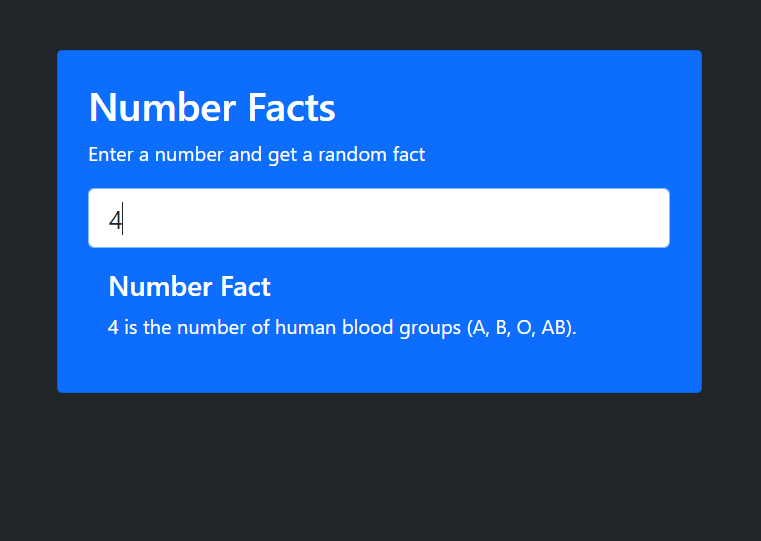 Number Facts
Enter a number and get a random fact
4
Number Fact
4 is the number of human blood groups (A, B, O, AB).